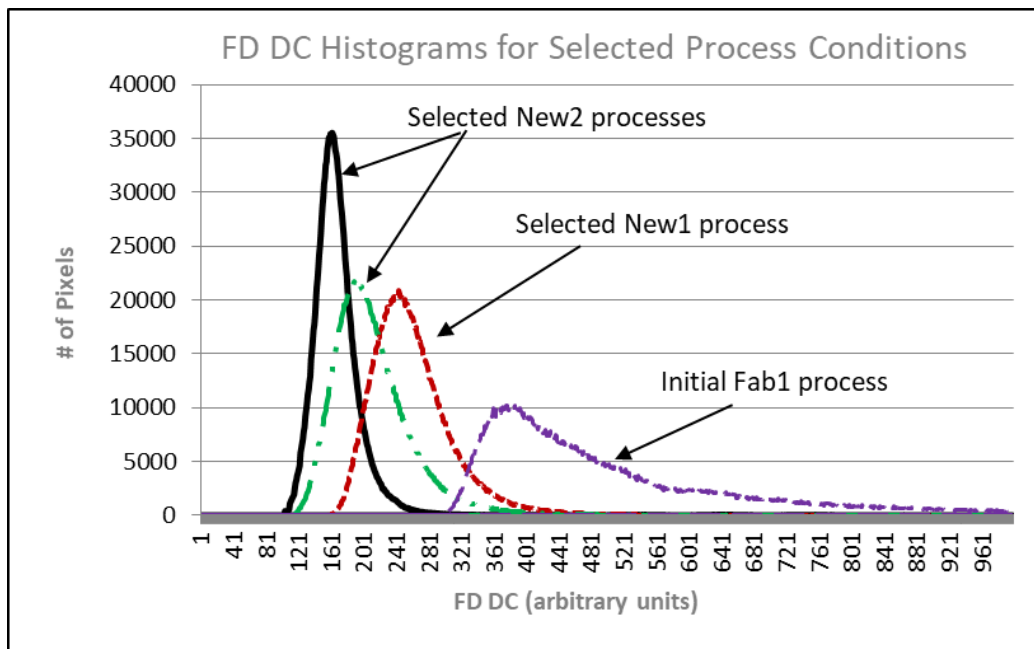 FD DC Histograms for Selected Process Conditions
40000
35000
30000
25000
20000
15000
10000
5000
0
# of Pixels
Selected New2 processes
Selected New1 process
Initial Fab1 process
1 41 81 121 161 201 241 281 321 361 401 441 481 521 561 601 641 681 721 761 801 841 881 921 961
FD DC (arbitrary units)